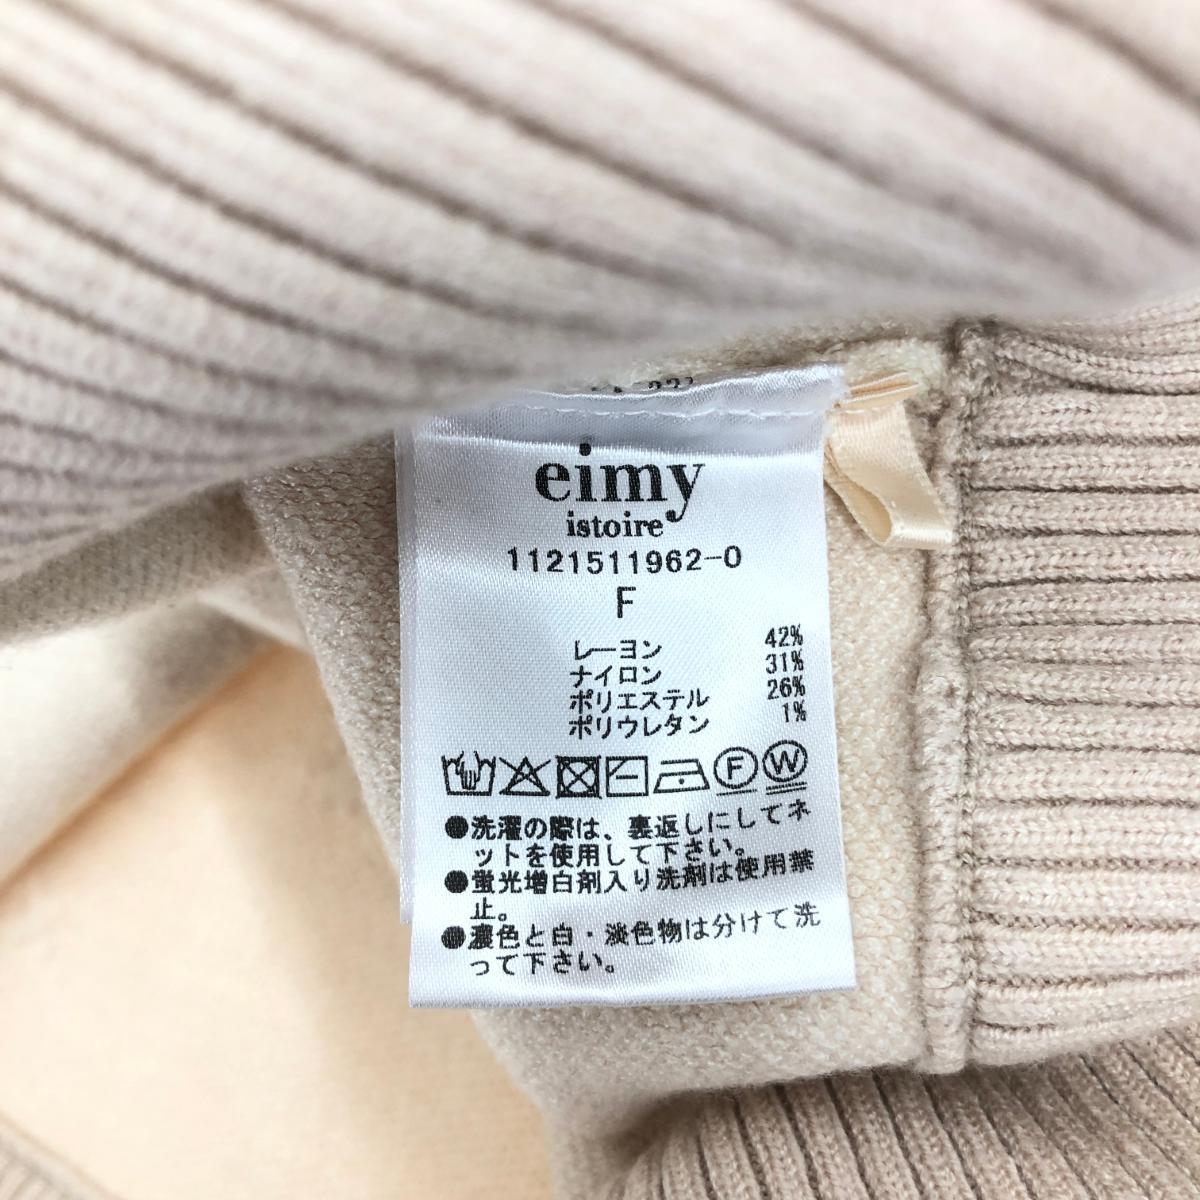 eimy
istoire
1121511962-0
F
レーヨン 42%
ナイロン 31%
ポリエステル 26%
ポリウレタン 1%
F W
●洗濯の際は、裏返しにしてネ
ットを使用して下さい。
●蛍光増白剤入り洗剤は使用禁
止。
●濃色と白・淡色物は分けて洗
って下さい。